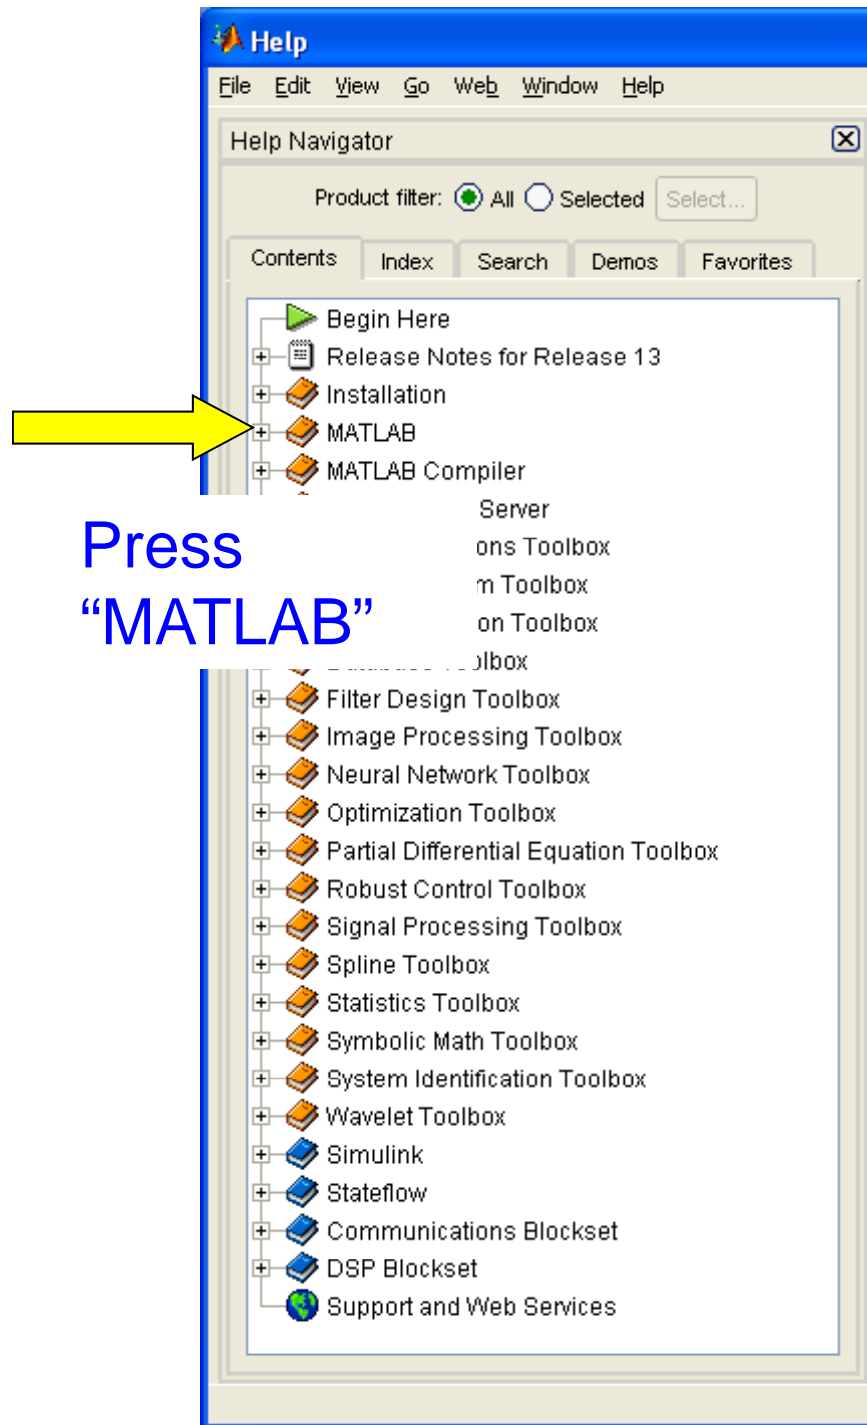 Help
File Edit View Go Web Window Help
Help Navigator
Product filter: All Selected Select...
Contents Index Search Demos Favorites
Begin Here
Release Notes for Release 13
Installation
MATLAB
MATLAB Compiler
Server
Press
“MATLAB”
Toolbox
Toolbox
Toolbox
Filter Design Toolbox
Image Processing Toolbox
Neural Network Toolbox
Optimization Toolbox
Partial Differential Equation Toolbox
Robust Control Toolbox
Signal Processing Toolbox
Spline Toolbox
Statistics Toolbox
Symbolic Math Toolbox
System Identification Toolbox
Wavelet Toolbox
Simulink
Stateflow
Communications Blockset
DSP Blockset
Support and Web Services